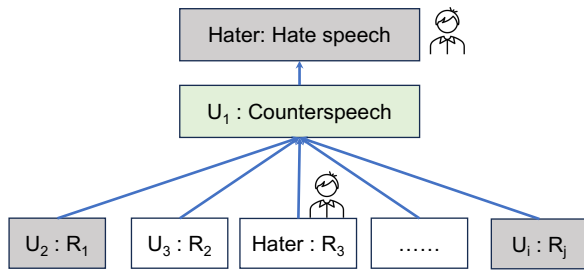 Hater: Hate speech
U₁ : Counterspeech
U₂ : R₁
U₃ : R₂
Hater : R₃
......
Uᵢ : Rⱼ